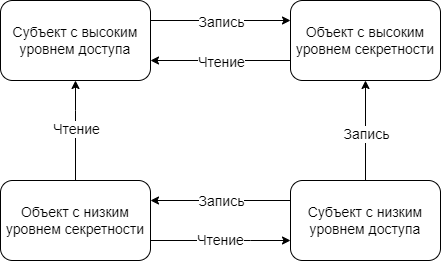 Субъект с высоким
уровнем доступа
Запись
Чтение
Объект с высоким
уровнем секретности
Чтение
Запись
Объект с низким
уровнем секретности
Запись
Чтение
Субъект с низким
уровнем доступа